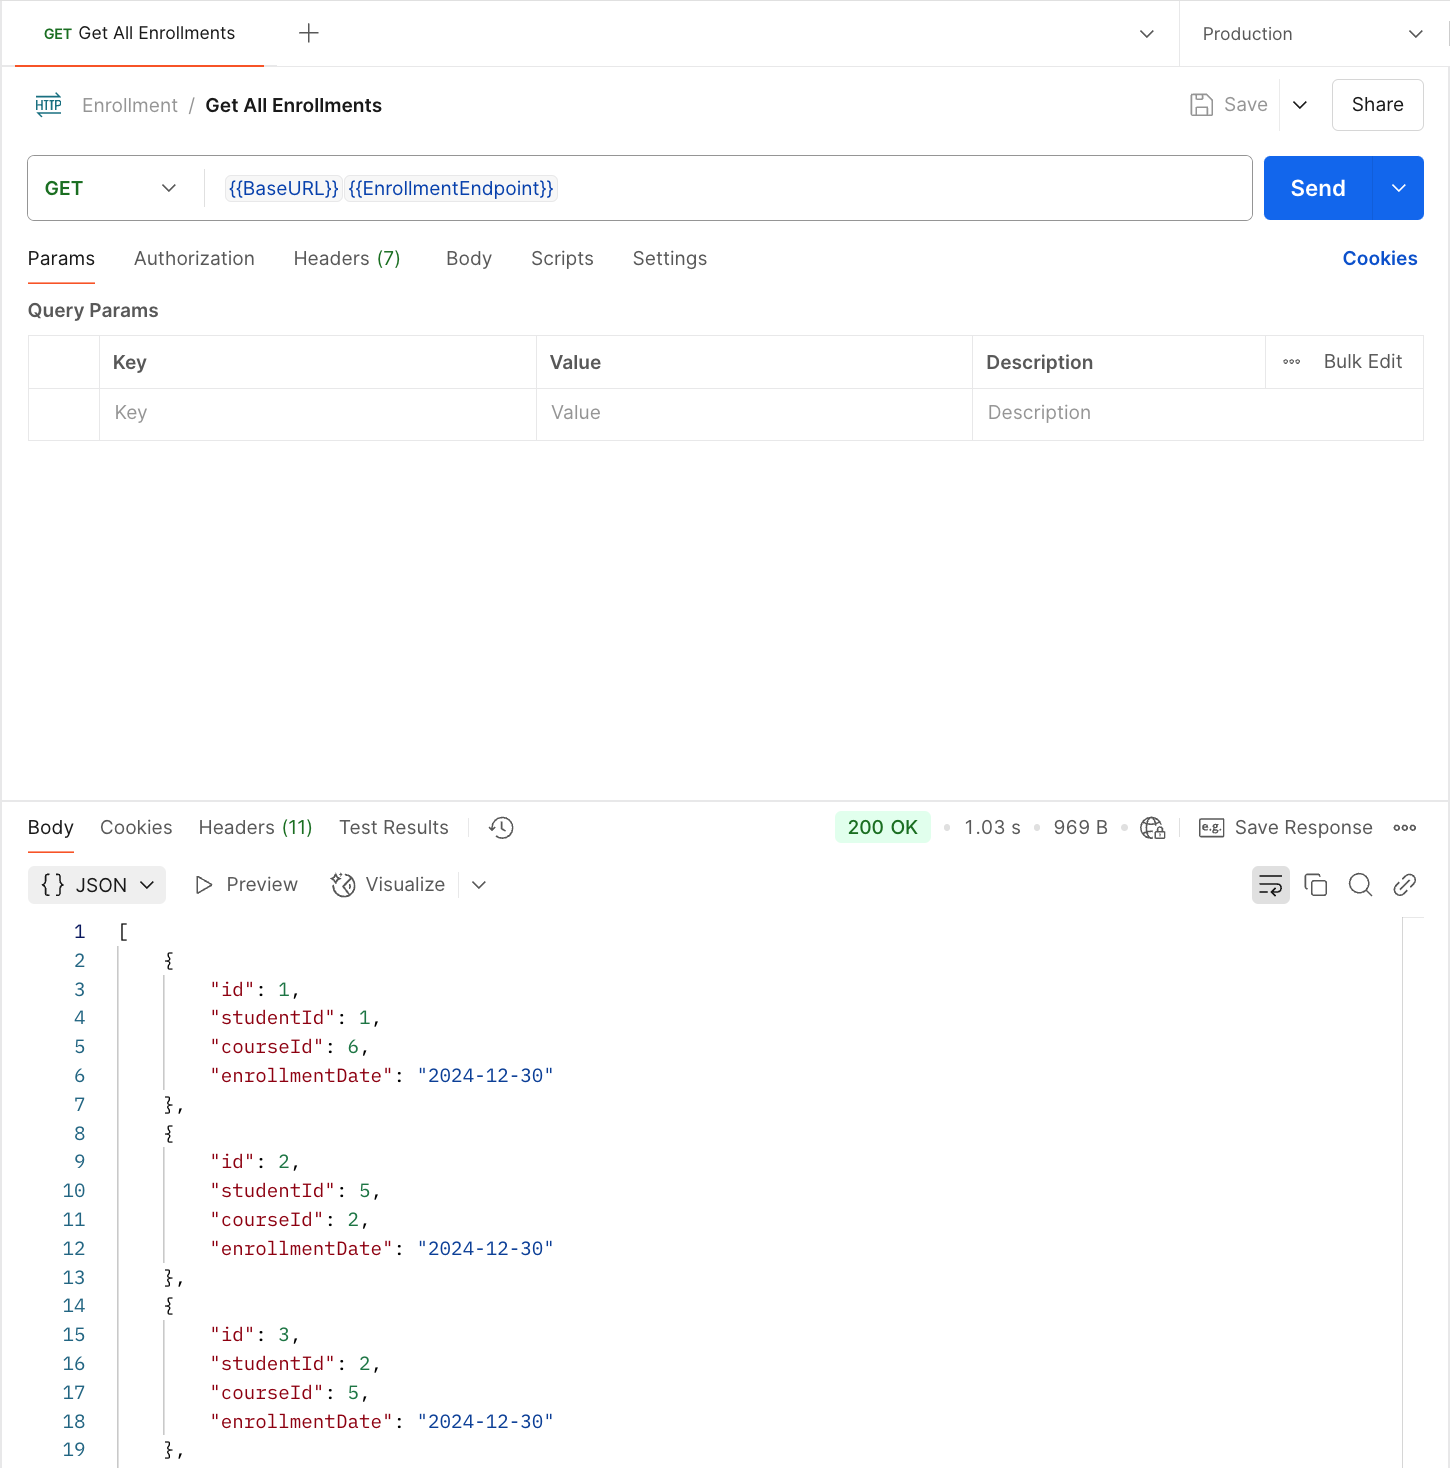 GET Get All Enrollments
Production
HTTP Enrollment / Get All Enrollments
Save
Share
GET
{{BaseURL}} {{EnrollmentEndpoint}}
Send
Params Authorization Headers (7) Body Scripts Settings Cookies
Query Params
Key Value Description Bulk Edit
Key Value Description
Body Cookies Headers (11) Test Results 200 OK 1.03 s 969 B e.g. Save Response
{} JSON Preview Visualize
1 [
2 {
3 "id": 1,
4 "studentId": 1,
5 "courseId": 6,
6 "enrollmentDate": "2024-12-30"
7 },
8 {
9 "id": 2,
10 "studentId": 5,
11 "courseId": 2,
12 "enrollmentDate": "2024-12-30"
13 },
14 {
15 "id": 3,
16 "studentId": 2,
17 "courseId": 5,
18 "enrollmentDate": "2024-12-30"
19 },